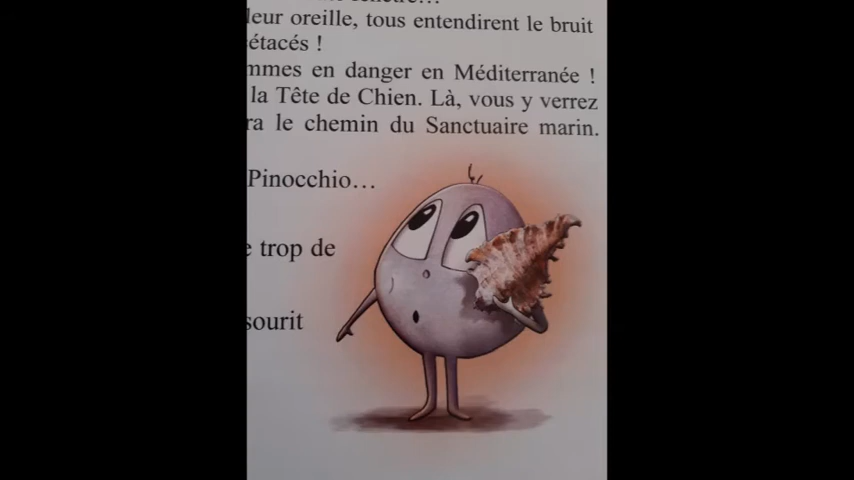 leur oreille, tous entendirent le bruit
étacés !
mmes en danger en Méditerranée !
la Tête de Chien. Là, vous y verrez
ra le chemin du Sanctuaire marin.
Pinocchio…
e trop de
sourit